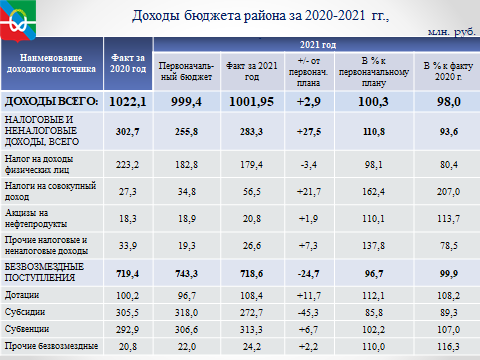 Доходы бюджета района за 2020-2021 гг.,
млн. руб.
Наименование доходного источника | Факт за 2020 год | 2021 год
Первоначаль-ный бюджет | Факт за 2021 год | +/- от первонач. плана | В % к первоначальному плану | В % к факту 2020 г.
ДОХОДЫ ВСЕГО: | 1022,1 | 999,4 | 1001,95 | +2,9 | 100,3 | 98,0
НАЛОГОВЫЕ И НЕНАЛОГОВЫЕ ДОХОДЫ, ВСЕГО | 302,7 | 255,8 | 283,3 | +27,5 | 110,8 | 93,6
Налог на доходы физических лиц | 223,2 | 182,8 | 179,4 | -3,4 | 98,1 | 80,4
Налоги на совокупный доход | 27,3 | 34,8 | 56,5 | +21,7 | 162,4 | 207,0
Акцизы на нефтепродукты | 18,3 | 18,9 | 20,8 | +1,9 | 110,1 | 113,7
Прочие налоговые и неналоговые доходы | 33,9 | 19,3 | 26,6 | +7,3 | 137,8 | 78,5
БЕЗВОЗМЕЗДНЫЕ ПОСТУПЛЕНИЯ | 719,4 | 743,3 | 718,6 | -24,7 | 96,7 | 99,9
Дотации | 100,2 | 96,7 | 108,4 | +11,7 | 112,1 | 108,2
Субсидии | 305,5 | 318,0 | 272,7 | -45,3 | 85,8 | 89,3
Субвенции | 292,9 | 306,6 | 313,3 | +6,7 | 102,2 | 107,0
Прочие безвозмездные | 20,8 | 22,0 | 24,2 | +2,2 | 110,0 | 116,3